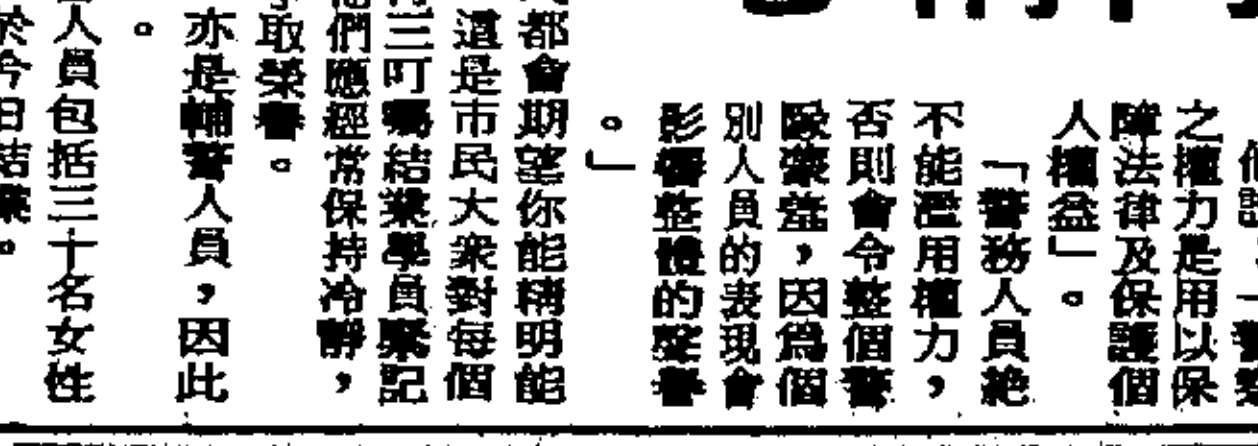 個說，「警察
之權力是用以保
障法律及保護個
人權益」。
「警務人員絶
不能濫用權力，
否則會令整個警
隊蒙羞，因為個
別人員的表現會
影響整體的聲譽
。」
都會期望你能精明能
這是市民大衆對每個
三叮囑結業學員緊記
們應經常保持冷靜，
取榮譽。
亦是輔警人員，因此
。
人員包括三十名女性
於今日結業。